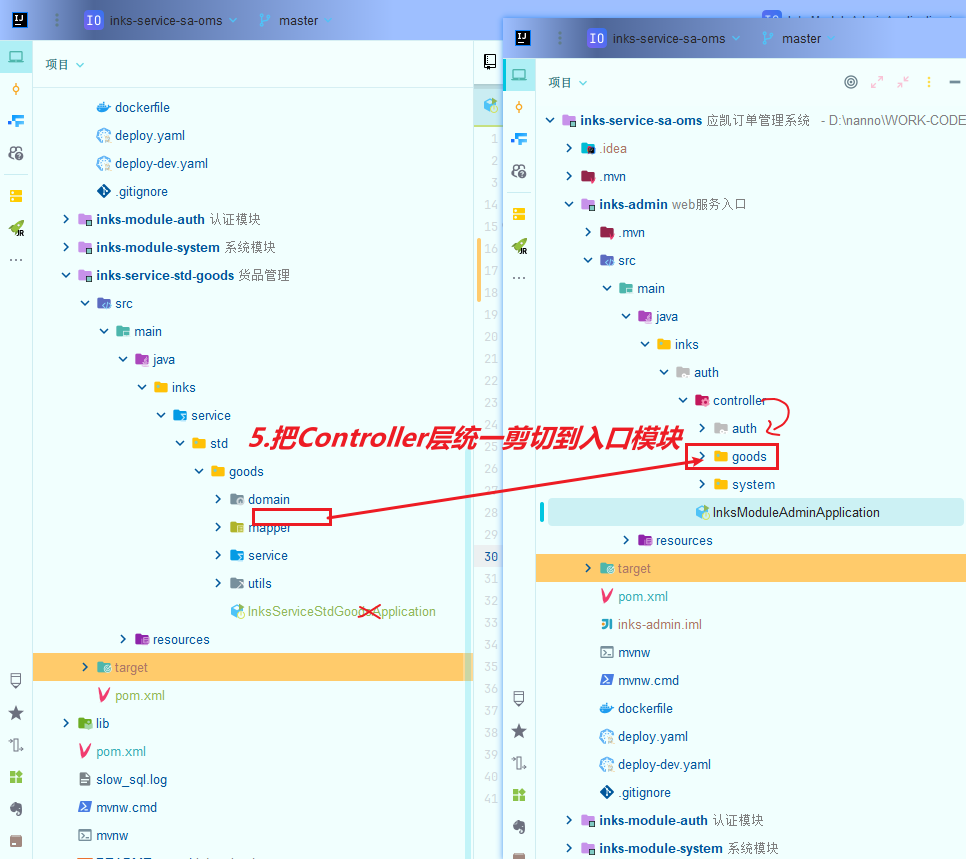 IO inks-service-sa-oms master
项目
dockerfile
deploy.yaml
deploy-dev.yaml
.gitignore
inks-module-auth 认证模块
inks-module-system 系统模块
inks-service-std-goods 货品管理
src
main
java
inks
service
std
goods
domain
mapper
service
utils
InksServiceStdGoodsApplication
resources
target
pom.xml
lib
pom.xml
slow_sql.log
mvnw.cmd
mvnw
5.把Controller层统一剪切到入口模块
1
2
3
14
15
16
17
18
19
20
21
22
23
24
25
26
27
28
29
30
31
32
33
34
35
36
37
38
39
40
41
IO inks-service-sa-oms master
项目
inks-service-sa-oms 应凯订单管理系统 - D:\nanno\WORK-CODE
.idea
.mvn
inks-admin web服务入口
.mvn
src
main
java
inks
auth
controller
auth
goods
system
InksModuleAdminApplication
resources
target
pom.xml
inks-admin.iml
mvnw
mvnw.cmd
dockerfile
deploy.yaml
deploy-dev.yaml
.gitignore
inks-module-auth 认证模块
inks-module-system 系统模块